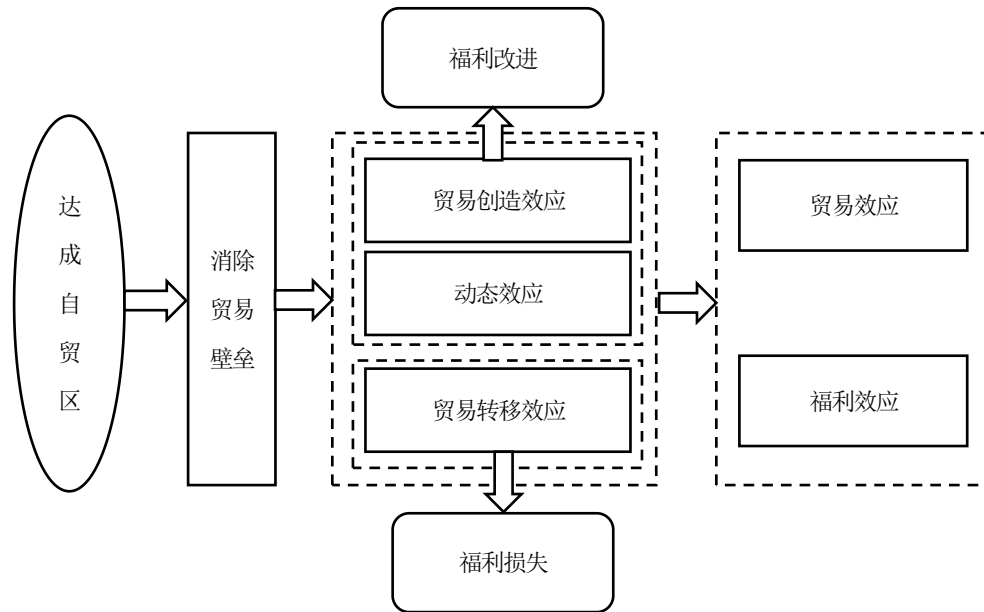 福利改进
达
成
自
贸
区
消除
贸易
壁垒
贸易创造效应
动态效应
贸易转移效应
贸易效应
福利效应
福利损失